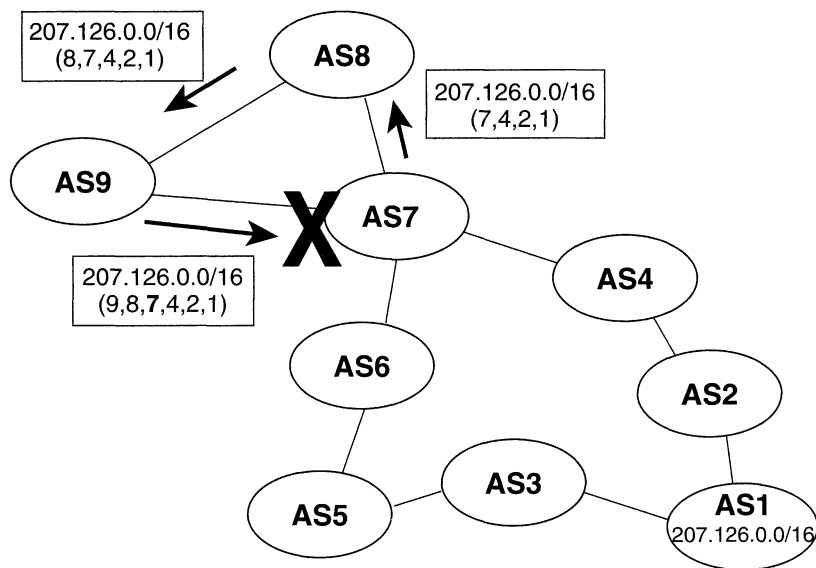 207.126.0.0/16
(8,7,4,2,1)
AS8
207.126.0.0/16
(7,4,2,1)
AS9
AS7
207.126.0.0/16
(9,8,7,4,2,1)
AS4
AS6
AS2
AS5
AS3
AS1
207.126.0.0/16